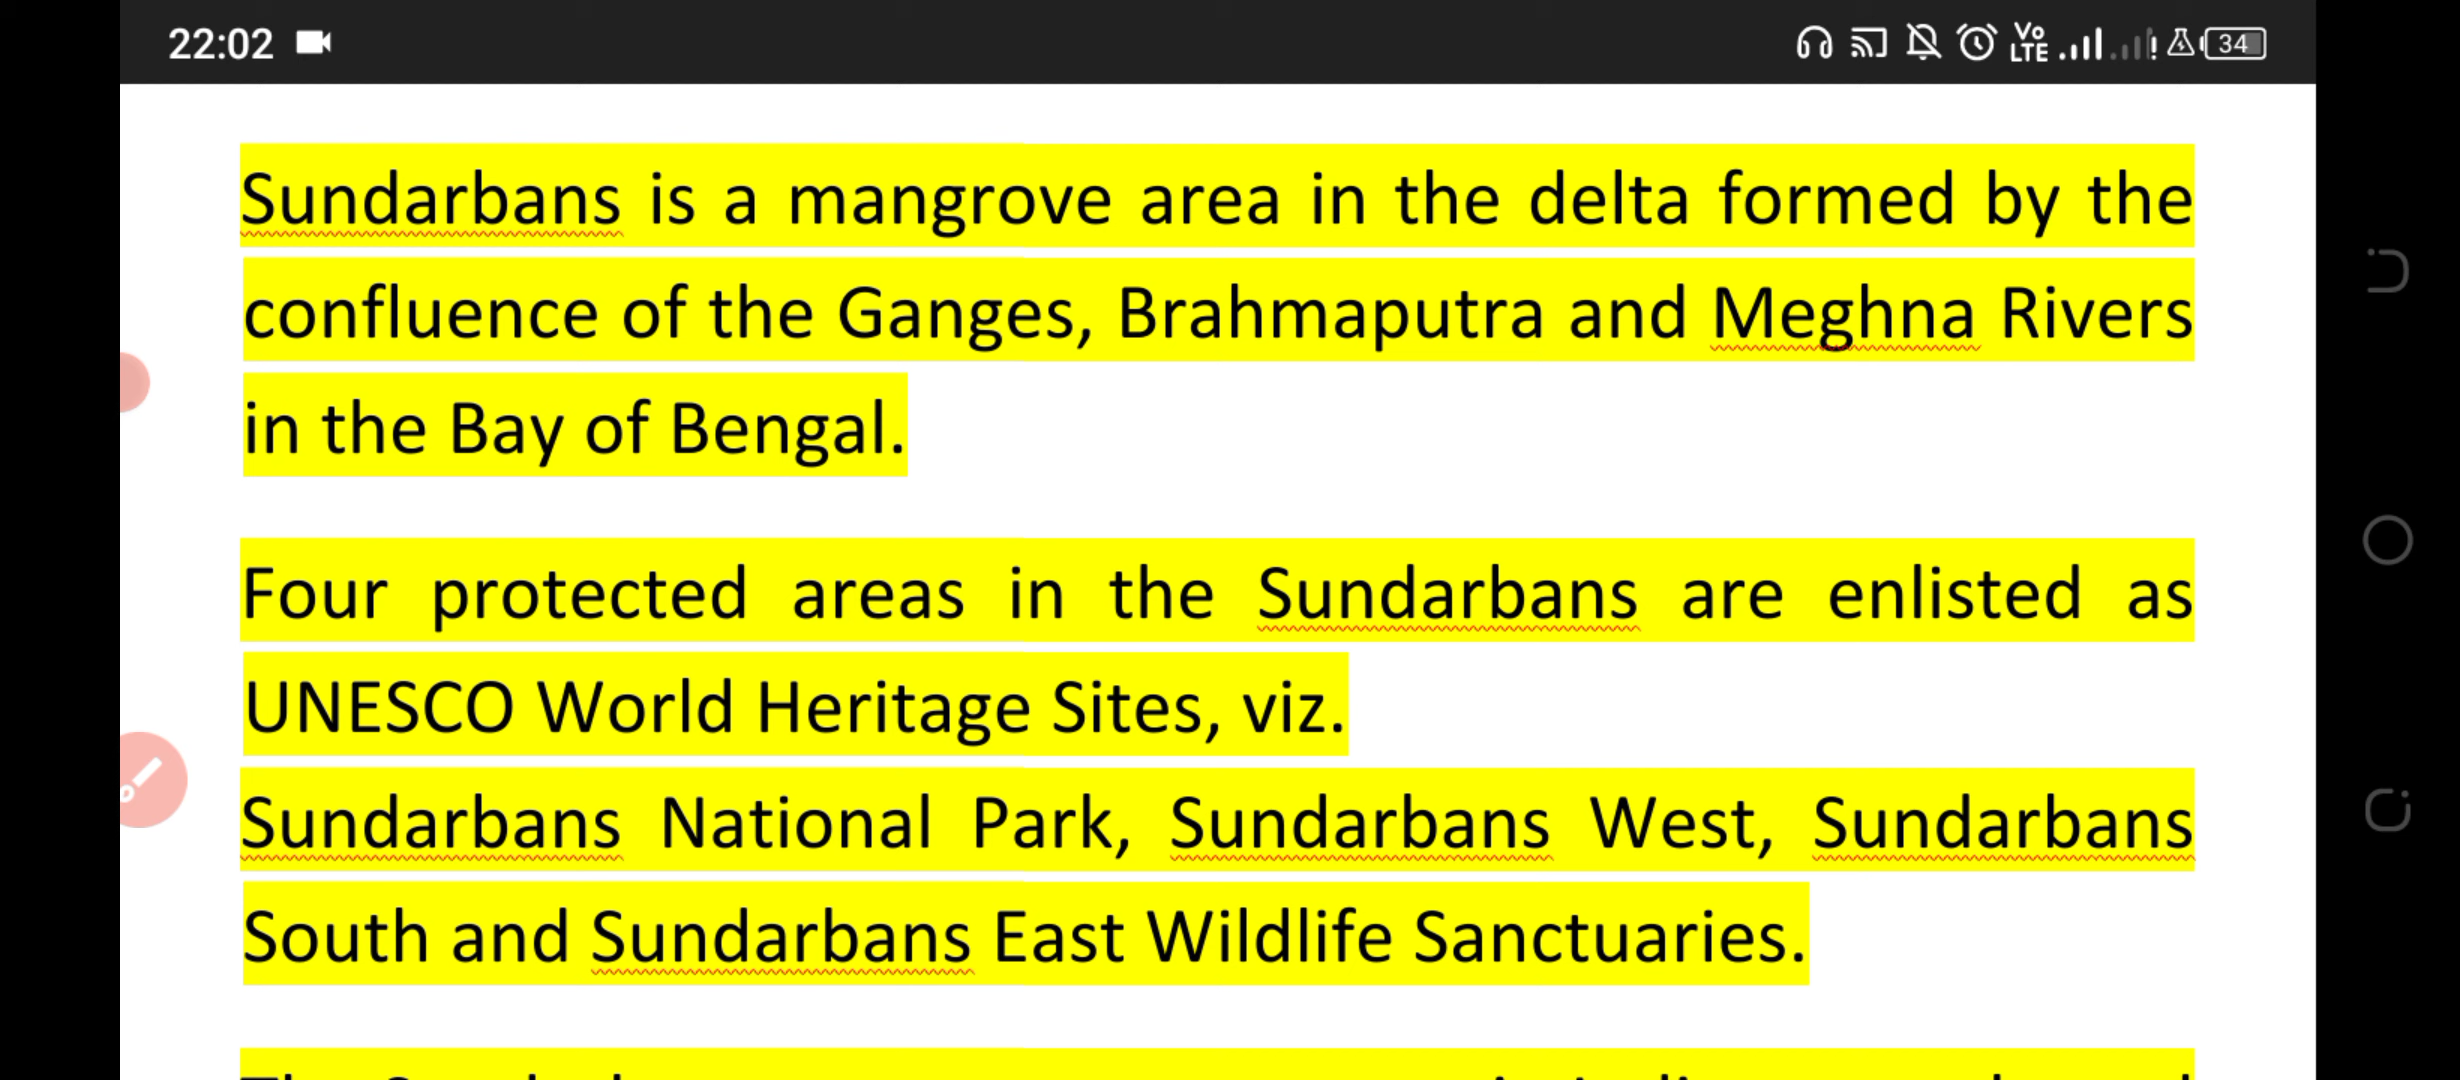 22:02 Vo LTE 34
Sundarbans is a mangrove area in the delta formed by the
confluence of the Ganges, Brahmaputra and Meghna Rivers
in the Bay of Bengal.
Four protected areas in the Sundarbans are enlisted as
UNESCO World Heritage Sites, viz.
Sundarbans National Park, Sundarbans West, Sundarbans
South and Sundarbans East Wildlife Sanctuaries.